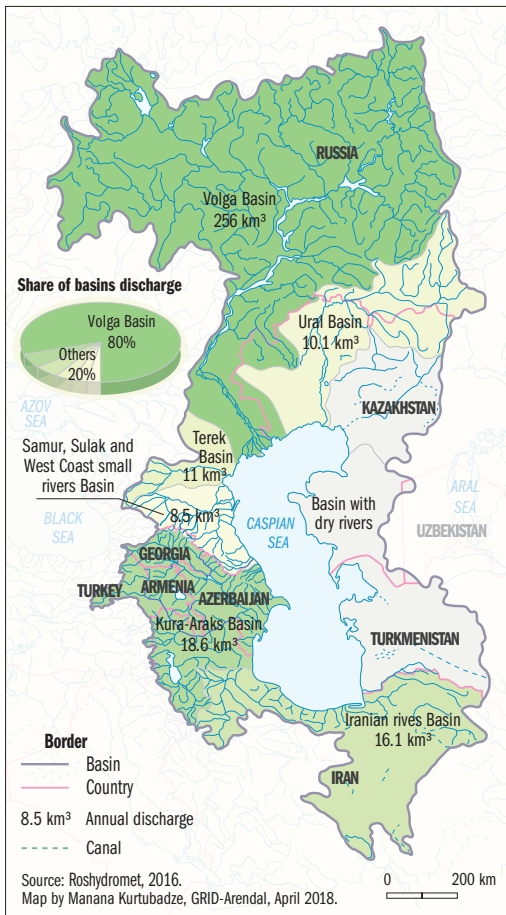 RUSSIA
Volga Basin
256 km³
Share of basins discharge
Volga Basin
80%
Others
20%
Ural Basin
10.1 km³
AZOV
SEA
KAZAKHSTAN
Terek
Basin
11 km³
Samur, Sulak and
West Coast small
rivers Basin
8.5 km³
BLACK
SEA
CASPIAN
SEA
Basin with
dry rivers
ARAL
SEA
UZBEKISTAN
GEORGIA
TURKEY
ARMENIA
AZERBAIJAN
Kura-Araks Basin
18.6 km³
TURKMENISTAN
Iranian rives Basin
16.1 km³
IRAN
Border
Basin
Country
8.5 km³ Annual discharge
Canal
Source: Roshydromet, 2016.
Map by Manana Kurtubadze, GRID-Arendal, April 2018.
0 200 km